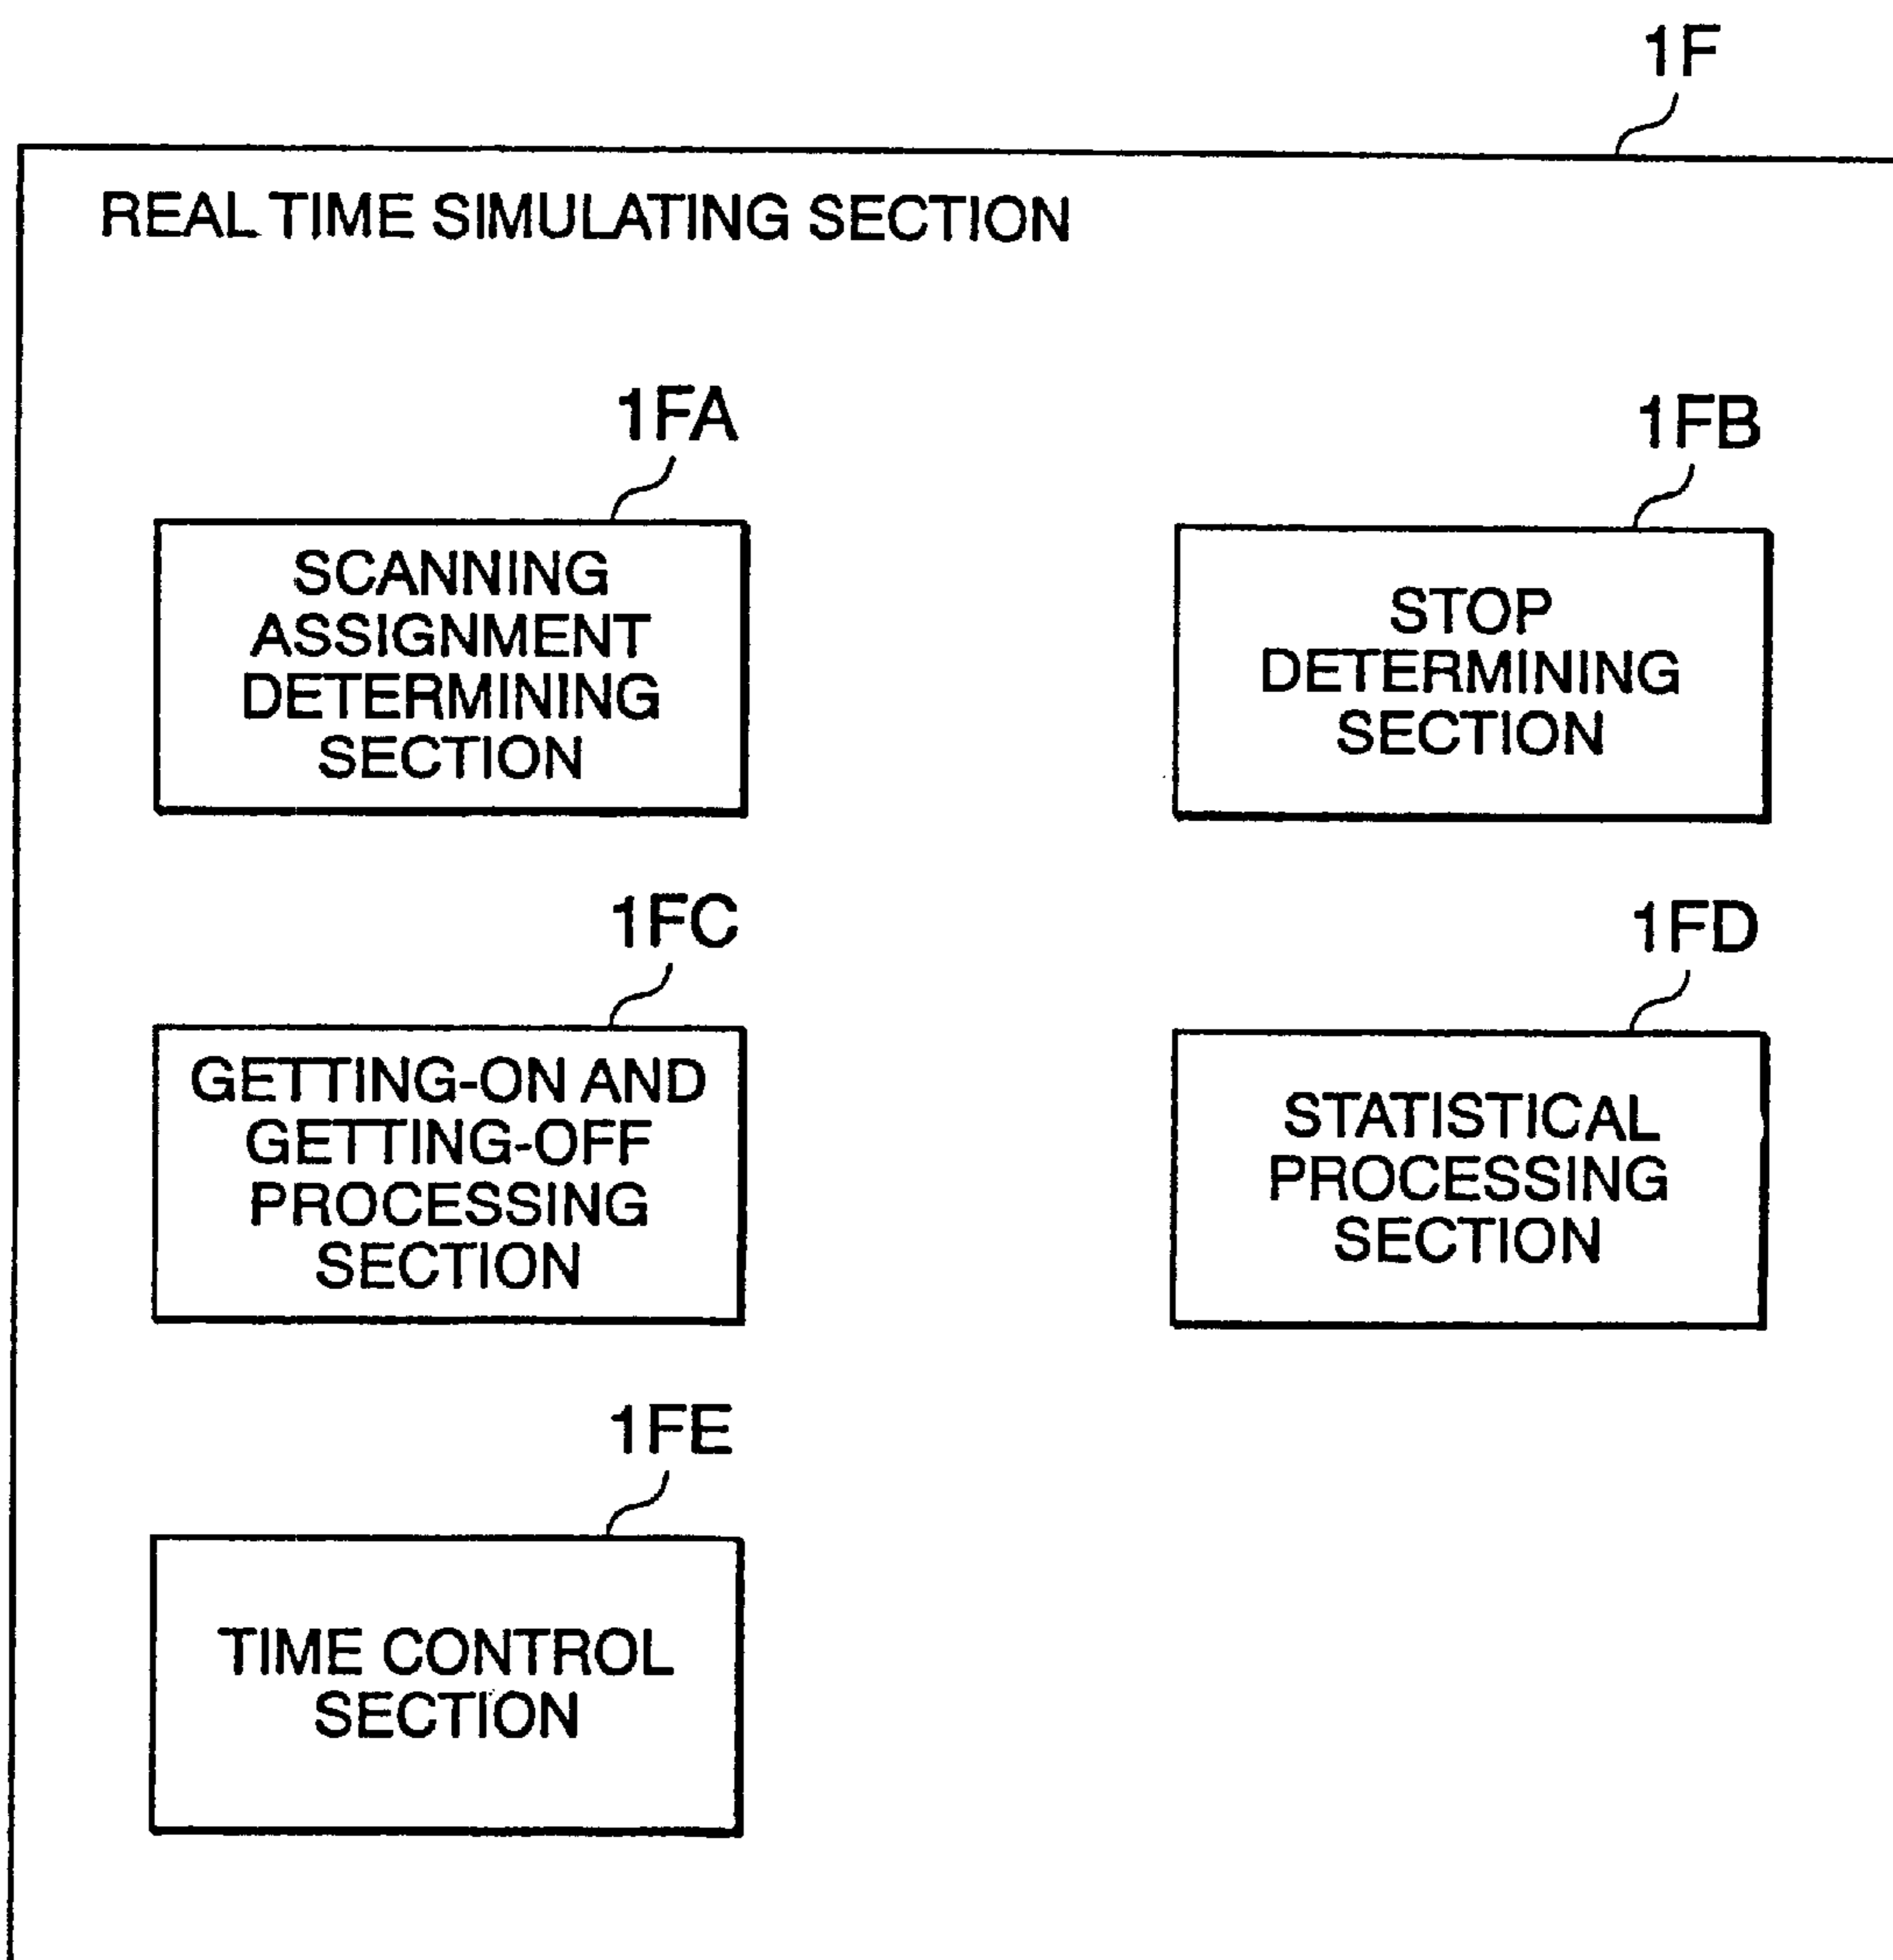 1F
REAL TIME SIMULATING SECTION
1FA
SCANNING
ASSIGNMENT
DETERMINING
SECTION
1FB
STOP
DETERMINING
SECTION
1FC
GETTING-ON AND
GETTING-OFF
PROCESSING
SECTION
1FD
STATISTICAL
PROCESSING
SECTION
1FE
TIME CONTROL
SECTION